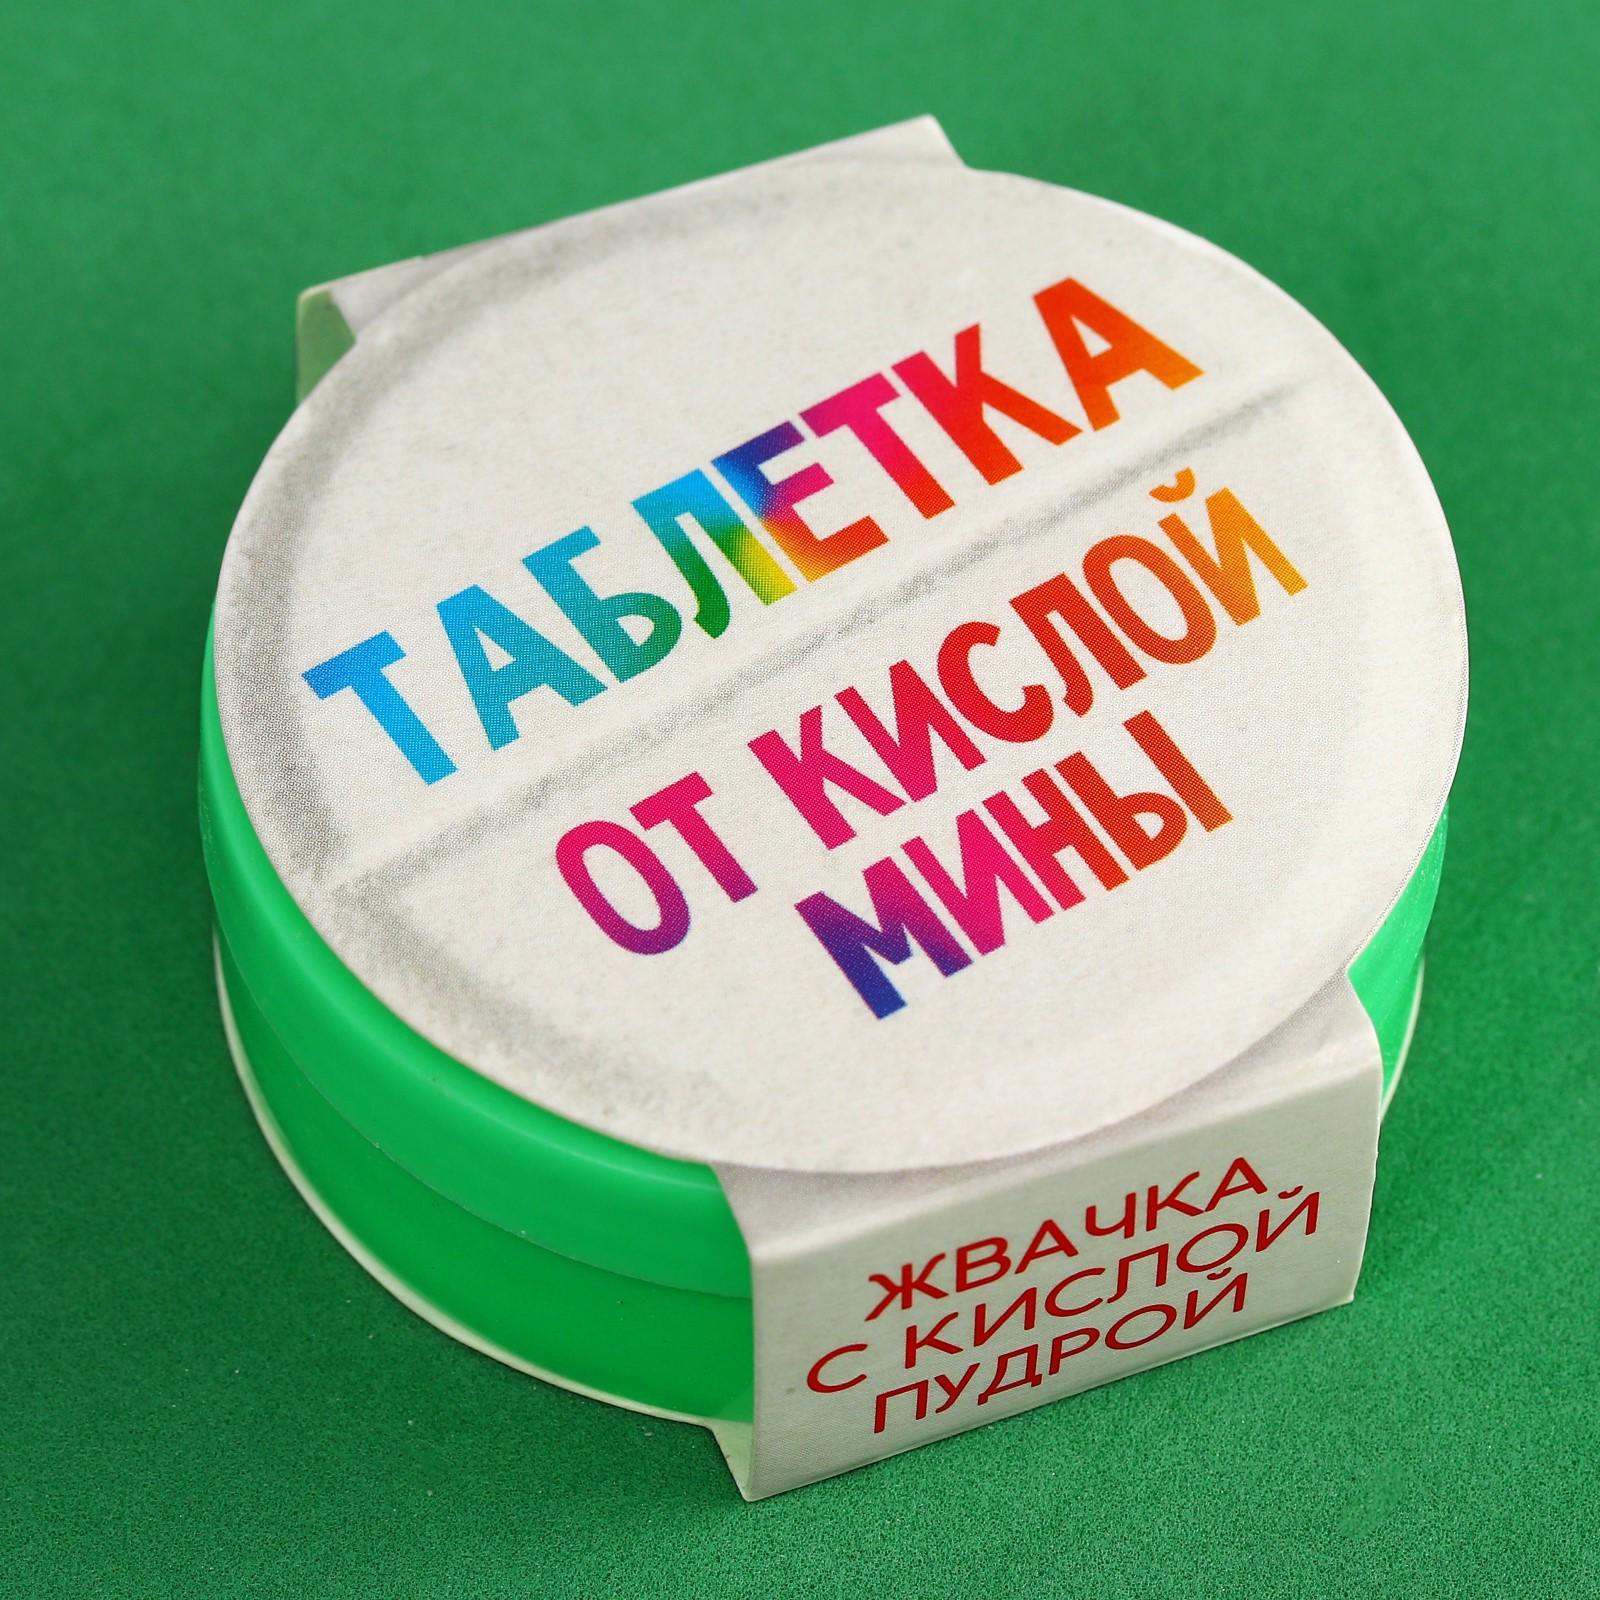 ТАБЛЕТКА
ОТ КИСЛОЙ
МИНЫ
ЖВАЧКА
С КИСЛОЙ
ПУДРОЙ